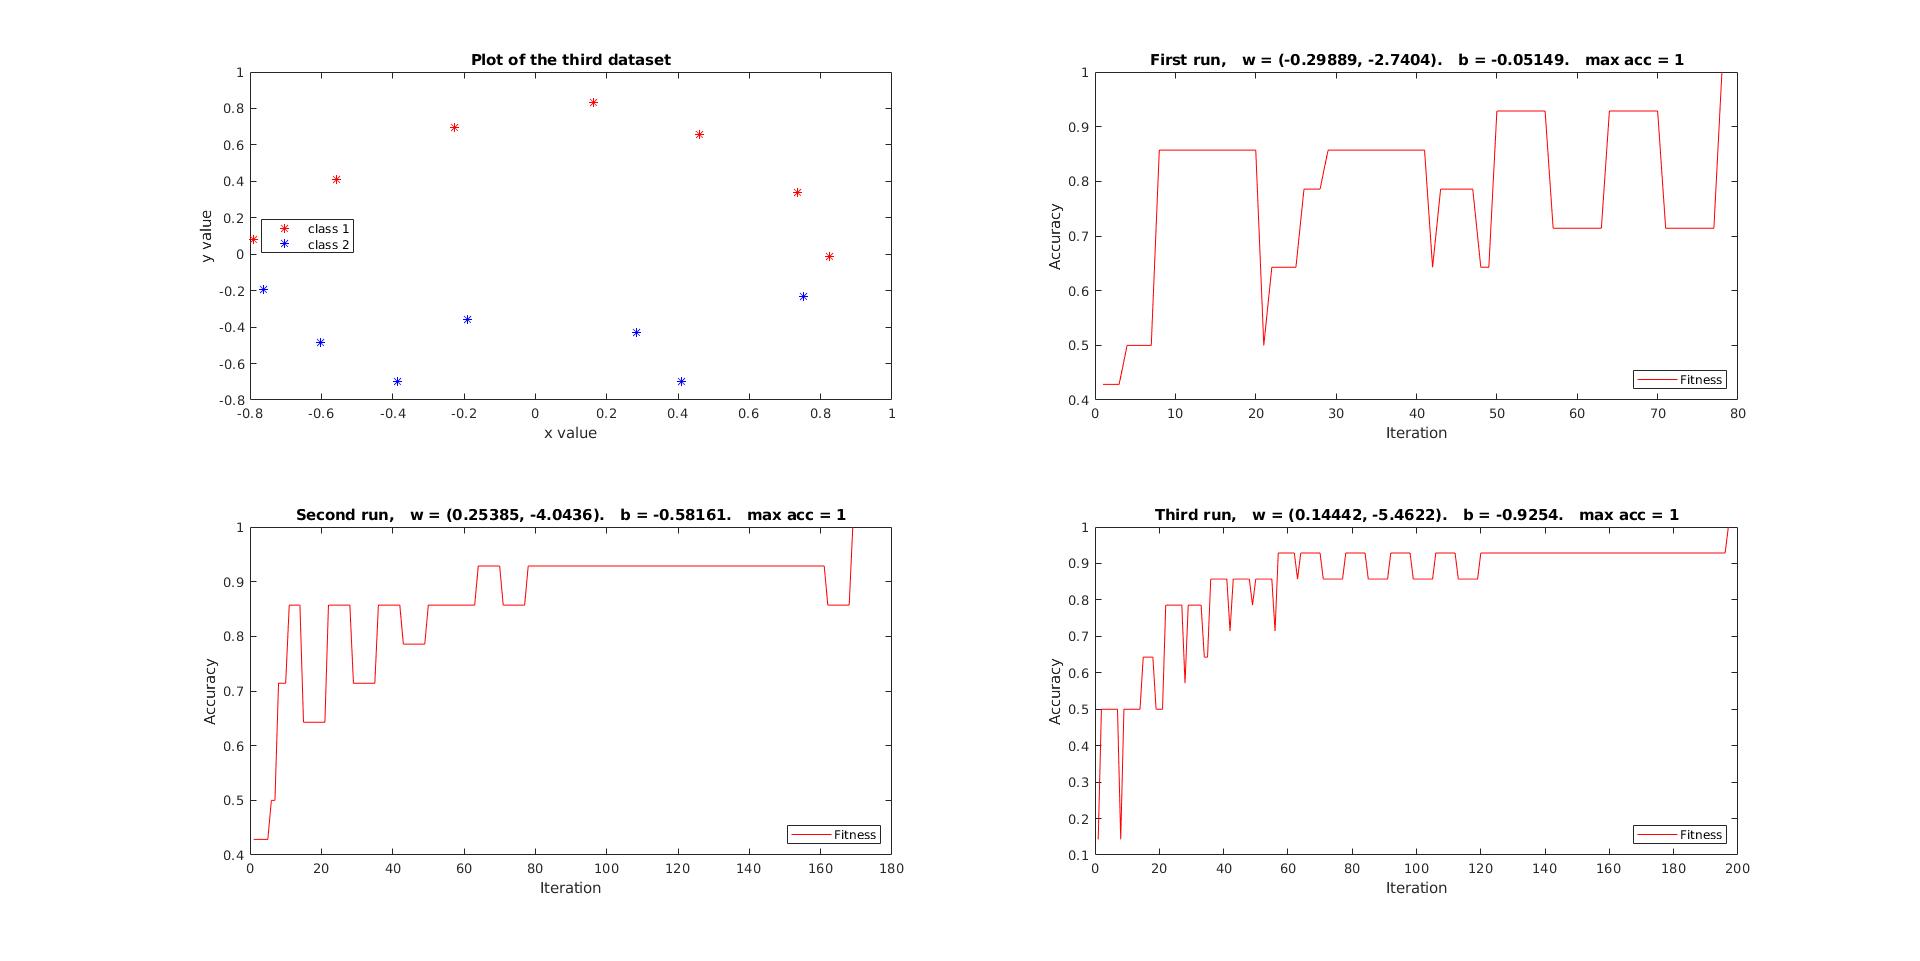 Plot of the third dataset
1
0.8
0.6
0.4
0.2
0
-0.2
-0.4
-0.6
-0.8
y value
class 1
class 2
-0.8 -0.6 -0.4 -0.2 0 0.2 0.4 0.6 0.8 1
x value
First run, w = (-0.29889, -2.7404). b = -0.05149. max acc = 1
1
0.9
0.8
0.7
0.6
0.5
0.4
Accuracy
Fitness
0 10 20 30 40 50 60 70 80
Iteration
Second run, w = (0.25385, -4.0436). b = -0.58161. max acc = 1
1
0.9
0.8
0.7
0.6
0.5
0.4
Accuracy
Fitness
0 20 40 60 80 100 120 140 160 180
Iteration
Third run, w = (0.14442, -5.4622). b = -0.9254. max acc = 1
1
0.9
0.8
0.7
0.6
0.5
0.4
0.3
0.2
0.1
Accuracy
Fitness
0 20 40 60 80 100 120 140 160 180 200
Iteration